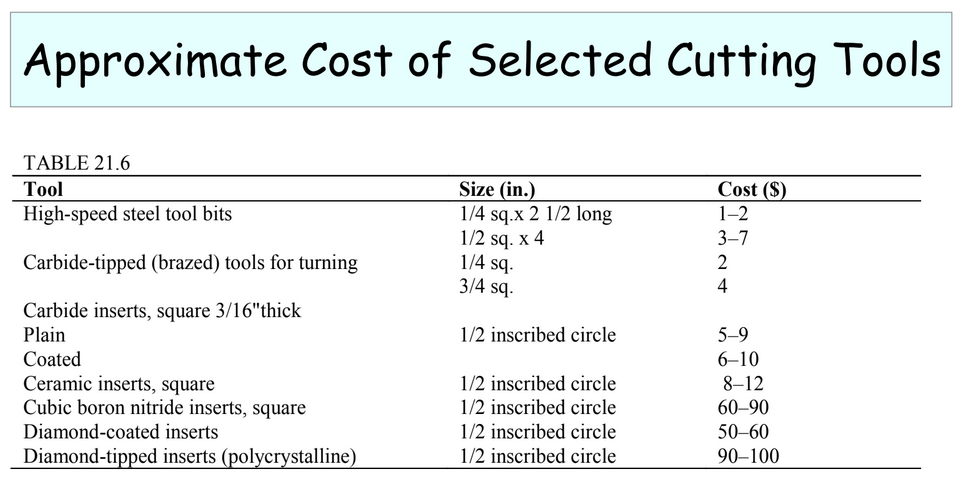 Approximate Cost of Selected Cutting Tools
TABLE 21.6
Tool Size (in.) Cost ($)
High-speed steel tool bits 1/4 sq.x 2 1/2 long 1–2
1/2 sq. x 4 3–7
Carbide-tipped (brazed) tools for turning 1/4 sq. 2
3/4 sq. 4
Carbide inserts, square 3/16"thick
Plain 1/2 inscribed circle 5–9
Coated 6–10
Ceramic inserts, square 1/2 inscribed circle 8–12
Cubic boron nitride inserts, square 1/2 inscribed circle 60–90
Diamond-coated inserts 1/2 inscribed circle 50–60
Diamond-tipped inserts (polycrystalline) 1/2 inscribed circle 90–100